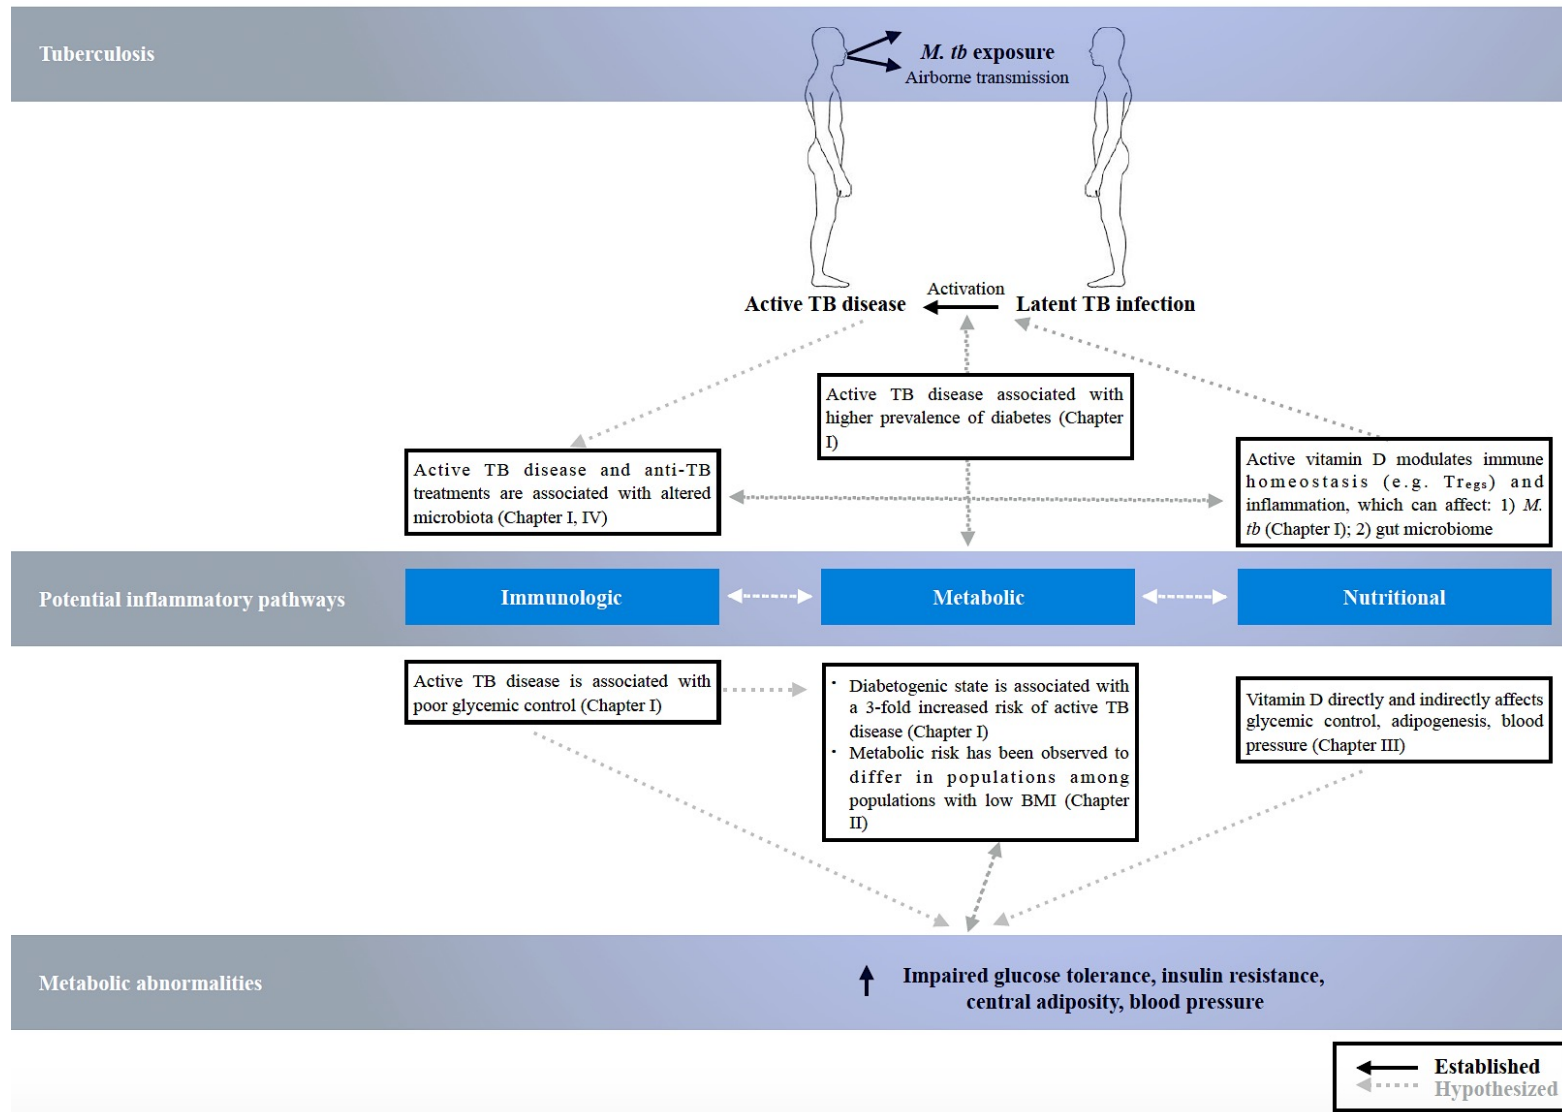 Tuberculosis
M. tb exposure
Airborne transmission
Activation
Active TB disease
Latent TB infection
Active TB disease associated with
higher prevalence of diabetes (Chapter
I)
Active TB disease and anti-TB
treatments are associated with altered
microbiota (Chapter I, IV)
Active vitamin D modulates immune
homeostasis (e.g. Tregs) and
inflammation, which can affect: 1) M.
tb (Chapter I); 2) gut microbiome
Potential inflammatory pathways
Immunologic
Metabolic
Nutritional
Active TB disease is associated with
poor glycemic control (Chapter I)
· Diabetogenic state is associated with
a 3-fold increased risk of active TB
disease (Chapter I)
· Metabolic risk has been observed to
differ in populations among
populations with low BMI (Chapter
II)
Vitamin D directly and indirectly affects
glycemic control, adipogenesis, blood
pressure (Chapter III)
Metabolic abnormalities
Impaired glucose tolerance, insulin resistance,
central adiposity, blood pressure
Established
Hypothesized